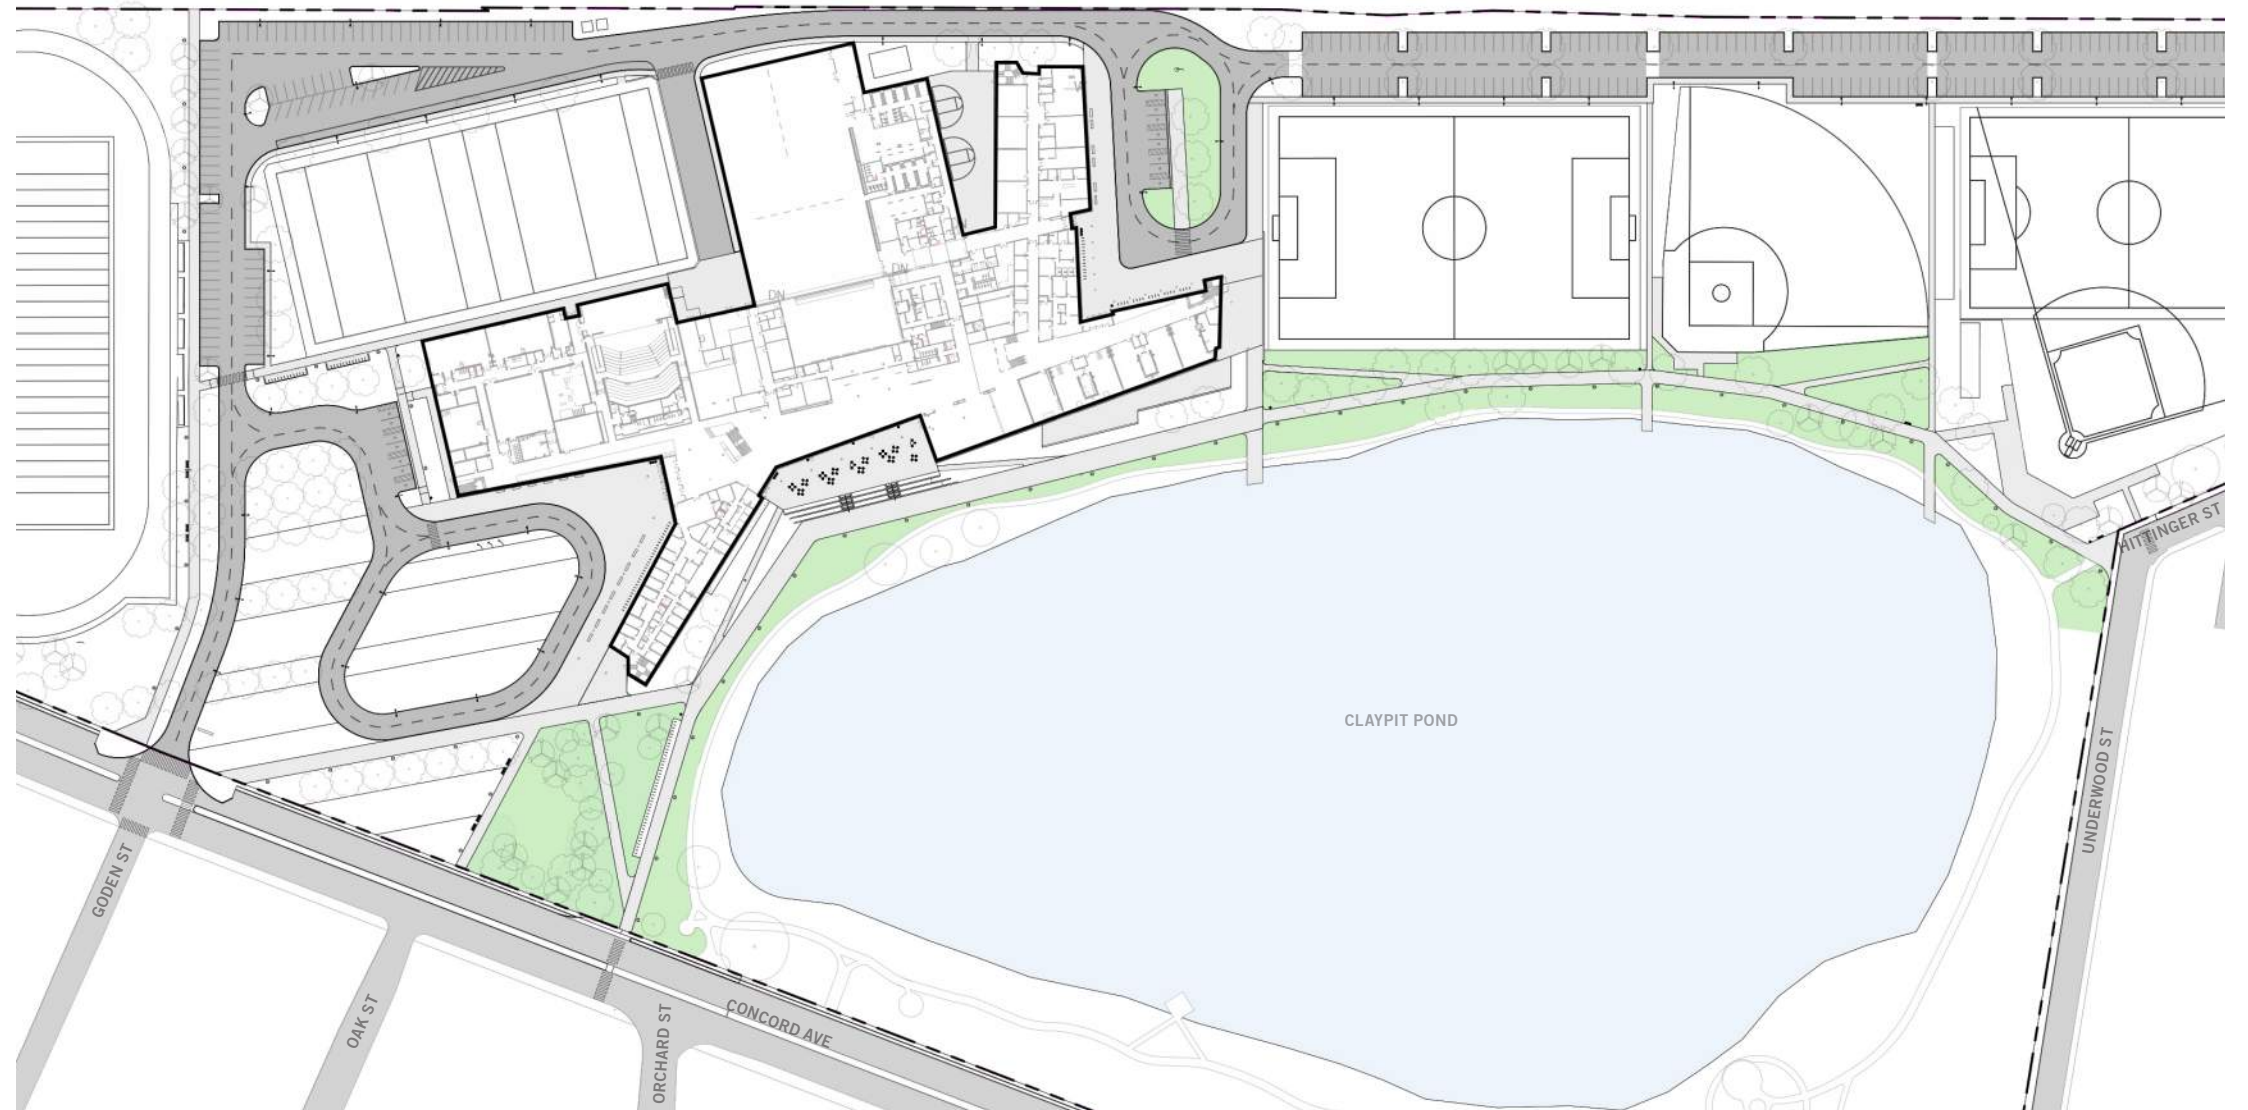 DN
DN
HITTINGER ST
CLAYPIT POND
UNDERWOOD ST
GODEN ST
OAK ST
ORCHARD ST
CONCORD AVE